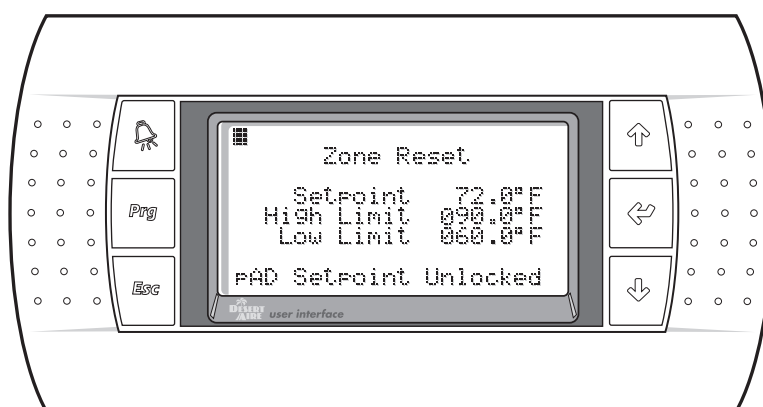 Zone Reset
Setpoint 72.0°F
High Limit 090.0°F
Low Limit 060.0°F
pAD Setpoint Unlocked
Prg
Esc
DESERT AIRE user interface